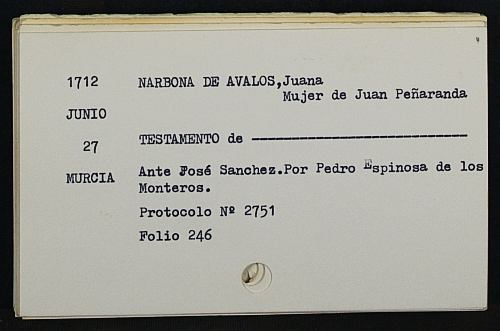 1712 NARBONA DE AVALOS,Juana
Mujer de Juan Peñaranda
JUNIO
27 TESTAMENTO de ---------------------------
MURCIA Ante José Sanchez.Por Pedro Espinosa de los
Monteros.
Protocolo Nº 2751
Folio 246